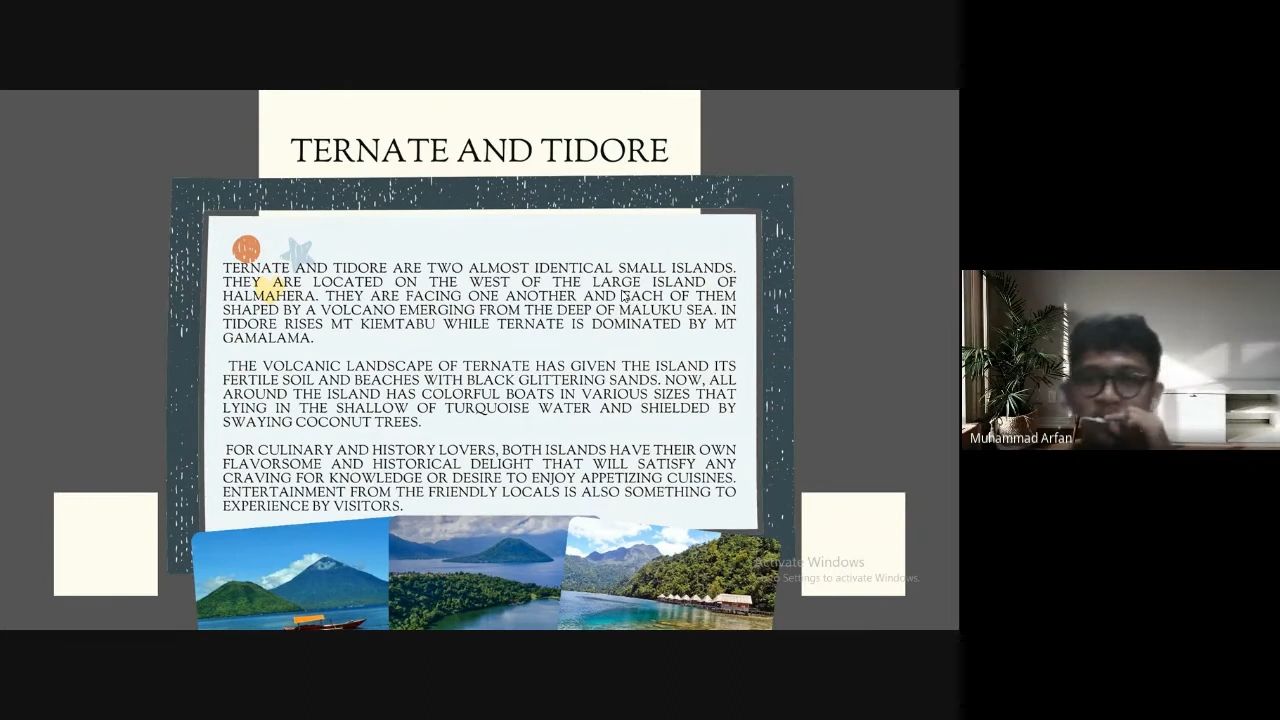 TERNATE AND TIDORE
TERNATE AND TIDORE ARE TWO ALMOST IDENTICAL SMALL ISLANDS.
THEY ARE LOCATED ON THE WEST OF THE LARGE ISLAND OF
HALMAHERA. THEY ARE FACING ONE ANOTHER AND EACH OF THEM
SHAPED BY A VOLCANO EMERGING FROM THE DEEP OF MALUKU SEA. IN
TIDORE RISES MT KIEMTABU WHILE TERNATE IS DOMINATED BY MT
GAMALAMA.
THE VOLCANIC LANDSCAPE OF TERNATE HAS GIVEN THE ISLAND ITS
FERTILE SOIL AND BEACHES WITH BLACK GLITTERING SANDS. NOW, ALL
AROUND THE ISLAND HAS COLORFUL BOATS IN VARIOUS SIZES THAT
LYING IN THE SHALLOW OF TURQUOISE WATER AND SHIELDED BY
SWAYING COCONUT TREES.
FOR CULINARY AND HISTORY LOVERS, BOTH ISLANDS HAVE THEIR OWN
FLAVORSOME AND HISTORICAL DELIGHT THAT WILL SATISFY ANY
CRAVING FOR KNOWLEDGE OR DESIRE TO ENJOY APPETIZING CUISINES.
ENTERTAINMENT FROM THE FRIENDLY LOCALS IS ALSO SOMETHING TO
EXPERIENCE BY VISITORS.
Activate Windows
Go to Settings to activate Windows.
Muhammad Arfan